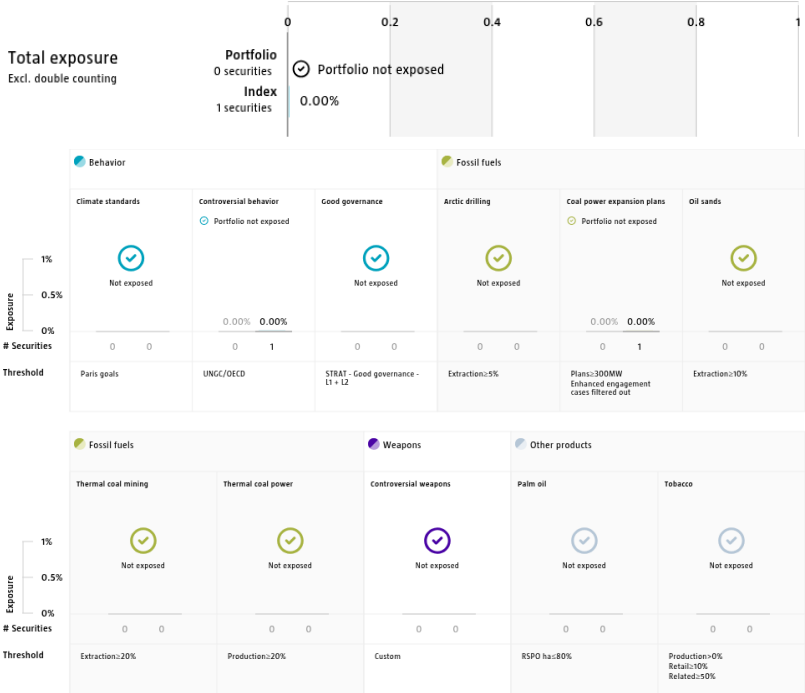 0 0.2 0.4 0.6 0.8 1
Total exposure
Excl. double counting
Portfolio
0 securities
Portfolio not exposed
Index
1 securities
0.00%
Behavior
Fossil fuels
Climate standards
Controversial behavior
Good governance
Arctic drilling
Coal power expansion plans
Oil sands
Portfolio not exposed
Portfolio not exposed
Not exposed
Not exposed
Not exposed
Not exposed
Exposure
1%
0.5%
0%
0.00% 0.00%
0.00% 0.00%
# Securities
0 0
0 1
0 0
0 0
0 1
0 0
Threshold
Paris goals
UNGC/OECD
STRAT - Good governance -
L1 + L2
Extraction≥5%
Plans≥300MW
Enhanced engagement
cases filtered out
Extraction≥10%
Fossil fuels
Weapons
Other products
Thermal coal mining
Thermal coal power
Controversial weapons
Palm oil
Tobacco
Not exposed
Not exposed
Not exposed
Not exposed
Not exposed
Exposure
1%
0.5%
0%
# Securities
0 0
0 0
0 0
0 0
0 0
Threshold
Extraction≥20%
Production≥20%
Custom
RSPO ha≤80%
Production>0%
Retail≥10%
Related≥50%